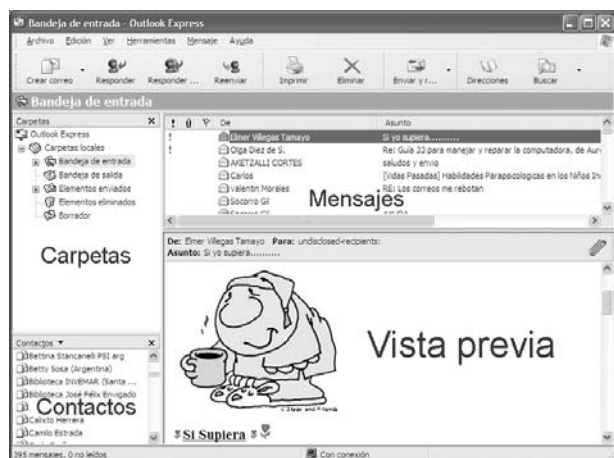 Bandeja de entrada - Outlook Express
Archivo Edición Ver Herramientas Mensaje Ayuda
Crear correo Responder Responder ... Reenviar Imprimir Eliminar Enviar y r... Direcciones Buscar
Bandeja de entrada
Carpetas
Outlook Express
Carpetas locales
Bandeja de entrada
Bandeja de salida
Elementos enviados
Elementos eliminados
Borrador
Carpetas
De Asunto
Elmer Villegas Tamayo Si yo supiera..........
Olga Diez de S. Re: Guía 33 para manejar y reparar la computadora, de Aur
AKETZALLI CORTES saludos y envio
Carlos [Vidas Pasadas] Habilidades Parapsicologicas en los Niños In
Valentin Morales RE: Los correos me rebotan
Socorro Gil
Mensajes
De: Elmer Villegas Tamayo Para: undisclosed-recipients:
Asunto: Si yo supiera..........
Vista previa
Si Supiera
Contactos
Bettina Stancaneli PSI arg
Betty Sosa (Argentina)
Biblioteca DWEMAR (Santa ...
Biblioteca José Félix Envigado
Contactos
Calixto Herrera
Camilo Estrada
395 mensajes, 0 no leídos Con conexión